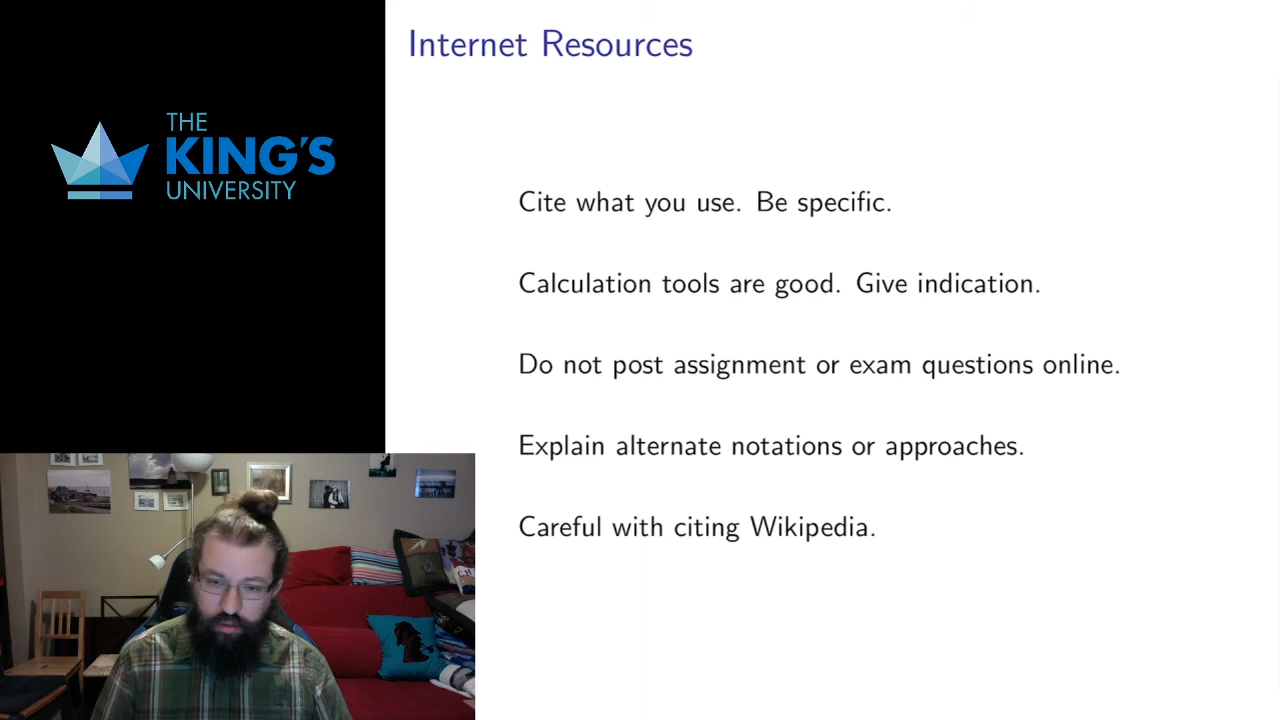 Internet Resources
THE
KING'S
UNIVERSITY
Cite what you use. Be specific.
Calculation tools are good. Give indication.
Do not post assignment or exam questions online.
Explain alternate notations or approaches.
Careful with citing Wikipedia.